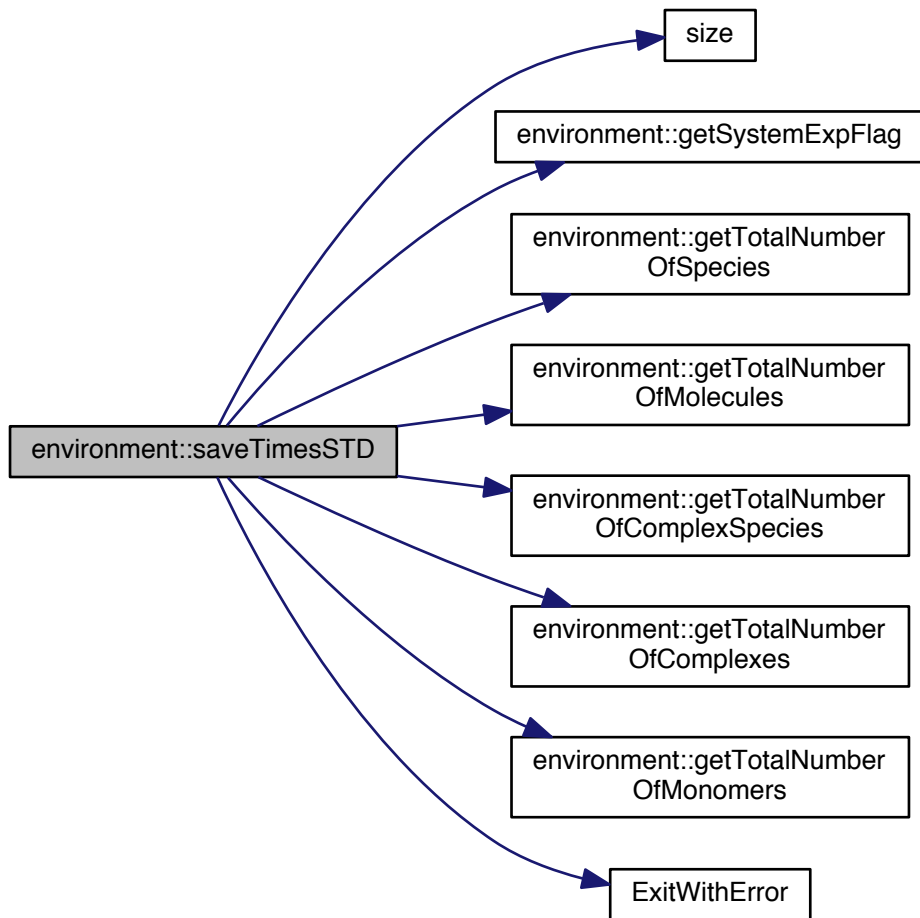 size
environment::getSystemExpFlag
environment::getTotalNumber
OfSpecies
environment::getTotalNumber
OfMolecules
environment::saveTimesSTD
environment::getTotalNumber
OfComplexSpecies
environment::getTotalNumber
OfComplexes
environment::getTotalNumber
OfMonomers
ExitWithError